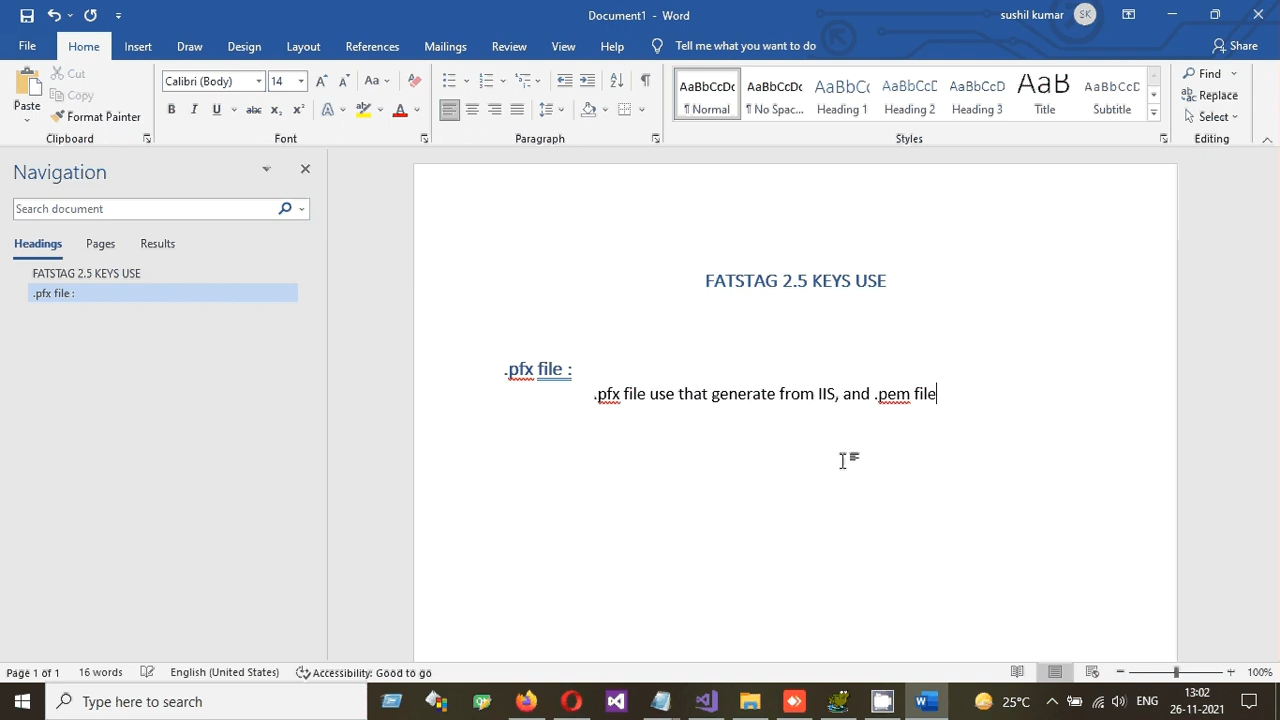 Document1 - Word
sushil kumar
SK
File Home Insert Draw Design Layout References Mailings Review View Help Tell me what you want to do
Share
Paste
Cut
Copy
Format Painter
Clipboard
Calibri (Body) 14 Aa
B I U abc x₂ x² A A
Font
Paragraph
AaBbCcDc AaBbCcDc AaBbCc AaBbCcD AaBbCcD AaB AaBbCcD
¶ Normal ¶ No Spac... Heading 1 Heading 2 Heading 3 Title Subtitle
Styles
Find
Replace
Select
Editing
Navigation
Search document
Headings Pages Results
FATSTAG 2.5 KEYS USE
.pfx file :
FATSTAG 2.5 KEYS USE
.pfx file :
.pfx file use that generate from IIS, and .pem file
Page 1 of 1 16 words English (United States) Accessibility: Good to go
100%
Type here to search
25°C ENG
13:02
26-11-2021